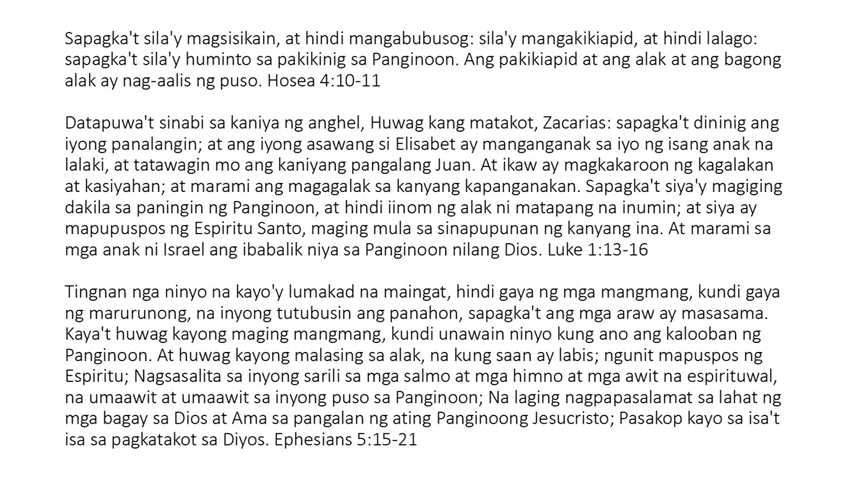 Sapagka't sila'y magsisikain, at hindi mangabubusog: sila'y mangakikiapid, at hindi lalago:
sapagka't sila'y huminto sa pakikinig sa Panginoon. Ang pakikiapid at ang alak at ang bagong
alak ay nag-aalis ng puso. Hosea 4:10-11
Datapuwa't sinabi sa kaniya ng anghel, Huwag kang matakot, Zacarias: sapagka't dininig ang
iyong panalangin; at ang iyong asawang si Elisabet ay manganganak sa iyo ng isang anak na
lalaki, at tatawagin mo ang kaniyang pangalang Juan. At ikaw ay magkakaroon ng kagalakan
at kasiyahan; at marami ang magagalak sa kanyang kapanganakan. Sapagka't siya'y magiging
dakila sa paningin ng Panginoon, at hindi iinom ng alak ni matapang na inumin; at siya ay
mapupuspos ng Espiritu Santo, maging mula sa sinapupunan ng kanyang ina. At marami sa
mga anak ni Israel ang ibabalik niya sa Panginoon nilang Dios. Luke 1:13-16
Tingnan nga ninyo na kayo'y lumakad na maingat, hindi gaya ng mga mangmang, kundi gaya
ng marurunong, na inyong tutubusin ang panahon, sapagka't ang mga araw ay masasama.
Kaya't huwag kayong maging mangmang, kundi unawain ninyo kung ano ang kalooban ng
Panginoon. At huwag kayong malasing sa alak, na kung saan ay labis; ngunit mapuspos ng
Espiritu; Nagsasalita sa inyong sarili sa mga salmo at mga himno at mga awit na espirituwal,
na umaawit at umaawit sa inyong puso sa Panginoon; Na laging nagpapasalamat sa lahat ng
mga bagay sa Dios at Ama sa pangalan ng ating Panginoong Jesucristo; Pasakop kayo sa isa't
isa sa pagkatakot sa Diyos. Ephesians 5:15-21